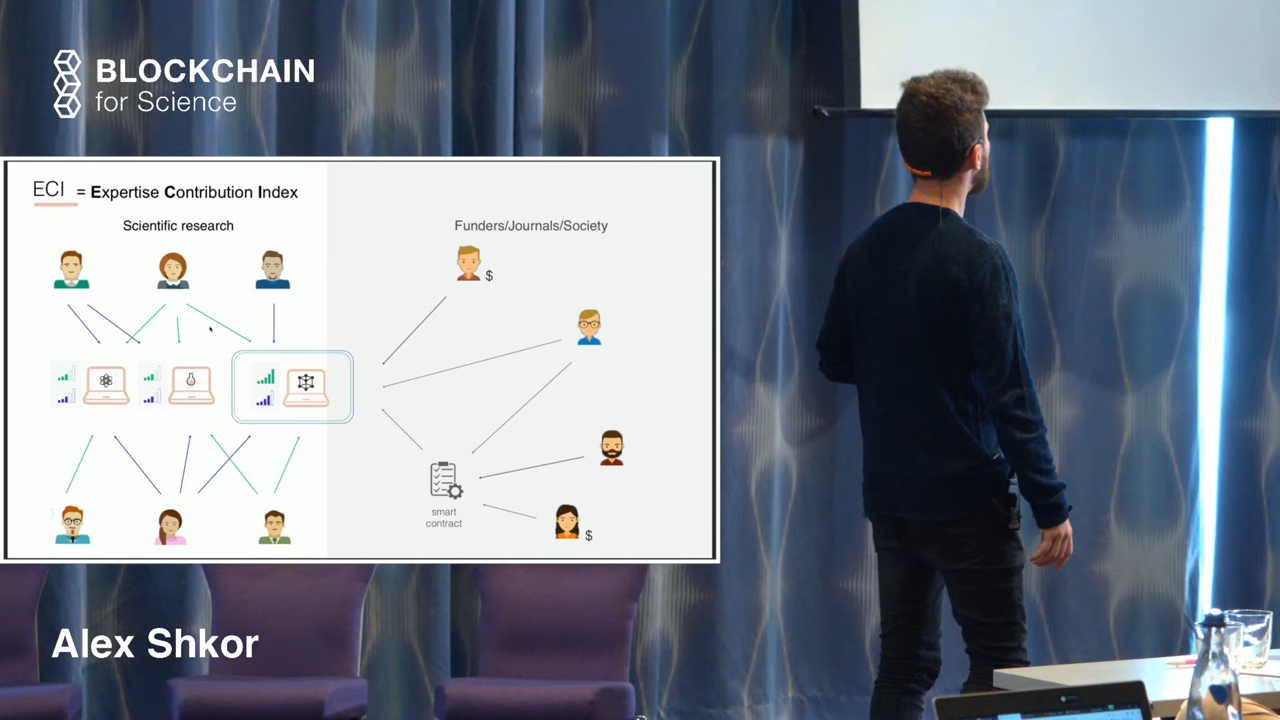 BLOCKCHAIN
for Science
ECI = Expertise Contribution Index
Scientific research
Funders/Journals/Society
$
smart
contract
$
Alex Shkor